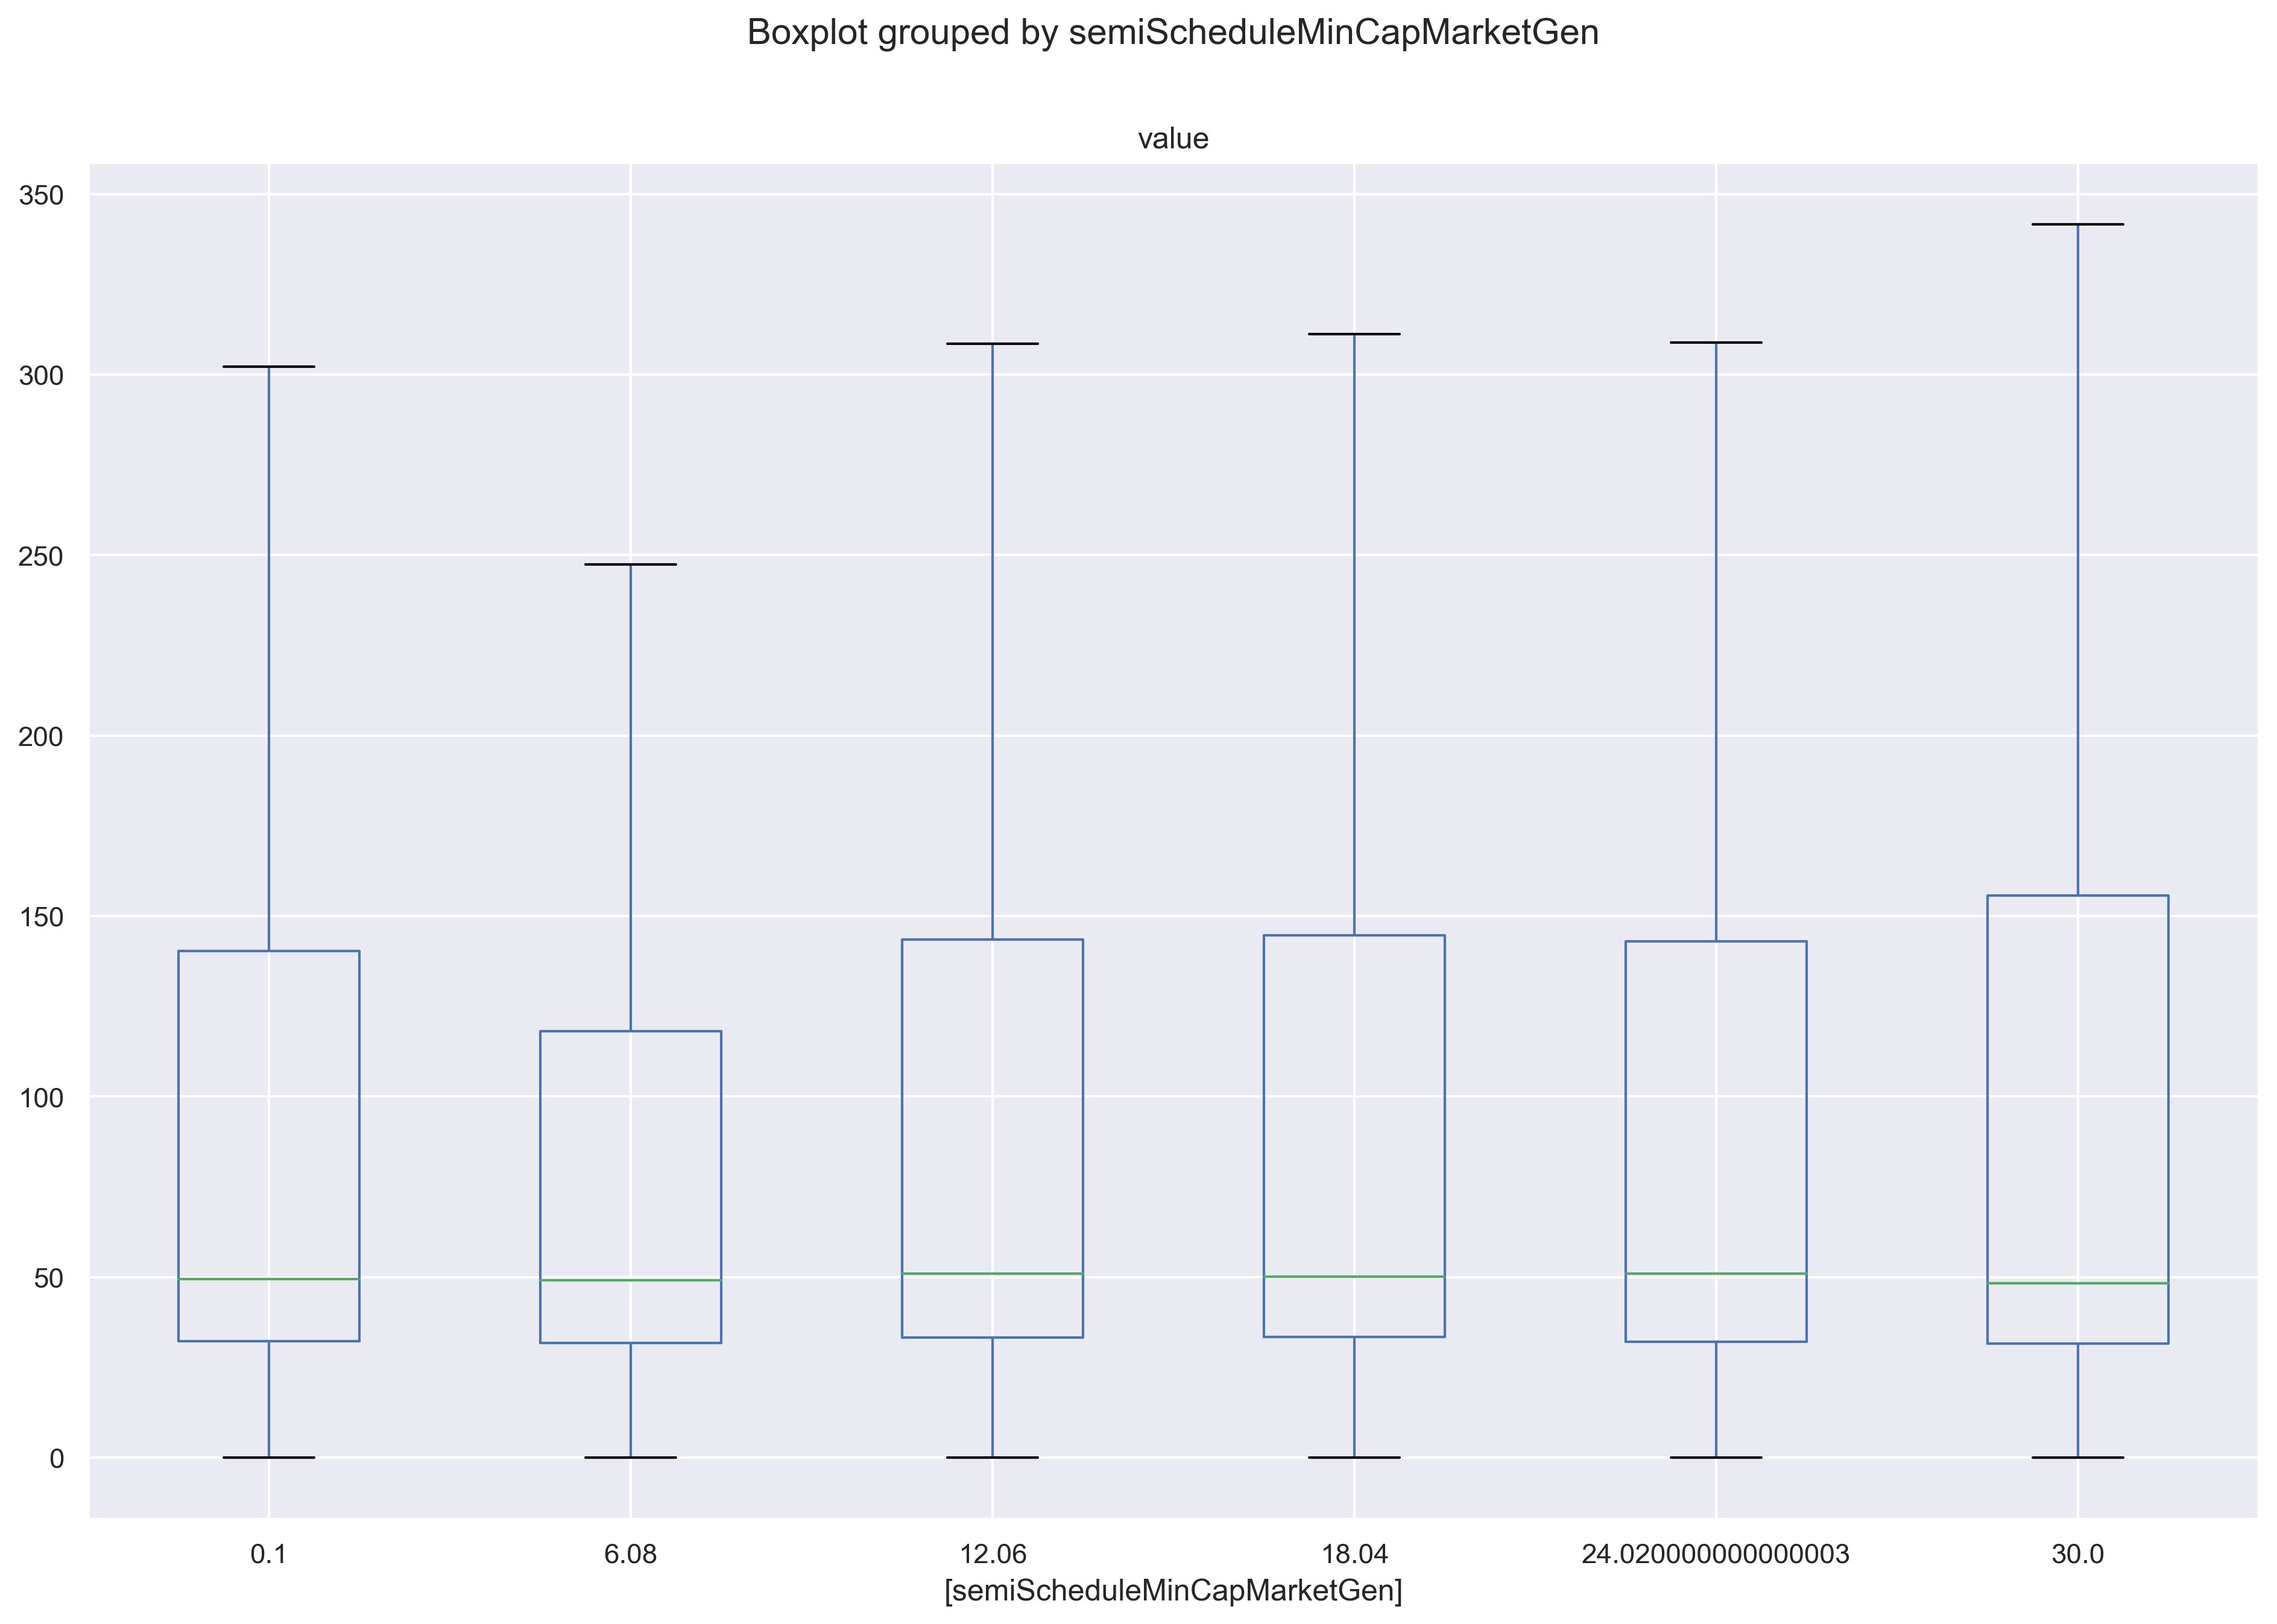 Boxplot grouped by semiScheduleMinCapMarketGen
value
350
300
250
200
150
100
50
0
0.1 6.08 12.06 18.04 24.020000000000003 30.0
[semiScheduleMinCapMarketGen]